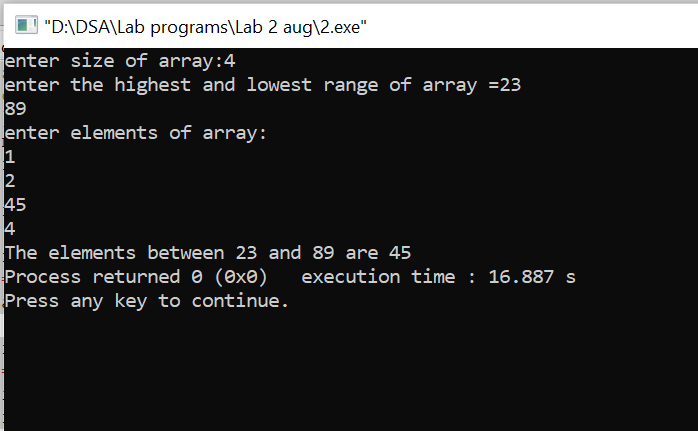 "D:\DSA\Lab programs\Lab 2 aug\2.exe"
enter size of array:4
enter the highest and lowest range of array =23
89
enter elements of array:
1
2
45
4
The elements between 23 and 89 are 45
Process returned 0 (0x0)   execution time : 16.887 s
Press any key to continue.